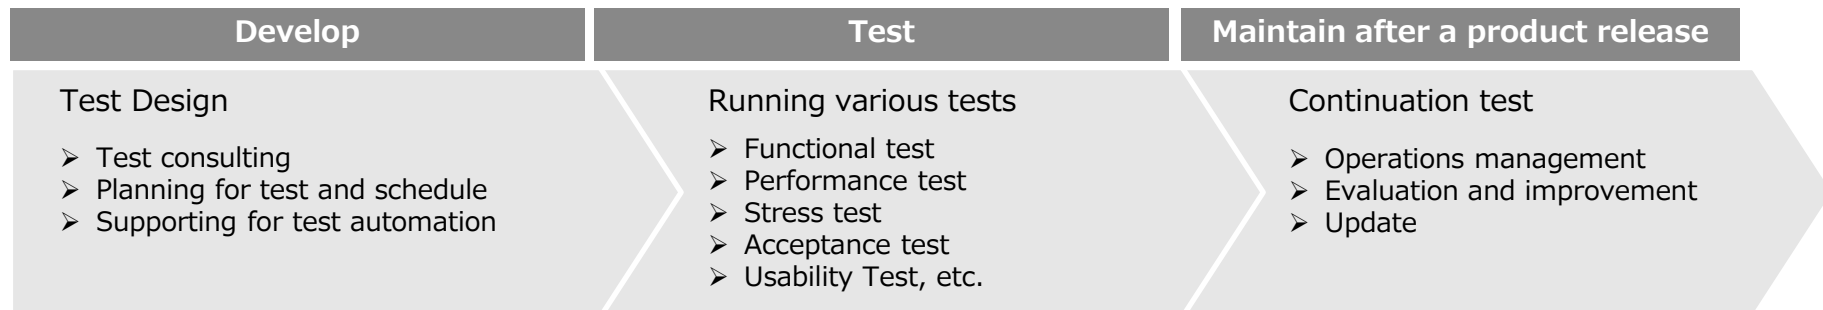 Develop
Test Design
➢ Test consulting
➢ Planning for test and schedule
➢ Supporting for test automation
Test
Running various tests
➢ Functional test
➢ Performance test
➢ Stress test
➢ Acceptance test
➢ Usability Test, etc.
Maintain after a product release
Continuation test
➢ Operations management
➢ Evaluation and improvement
➢ Update